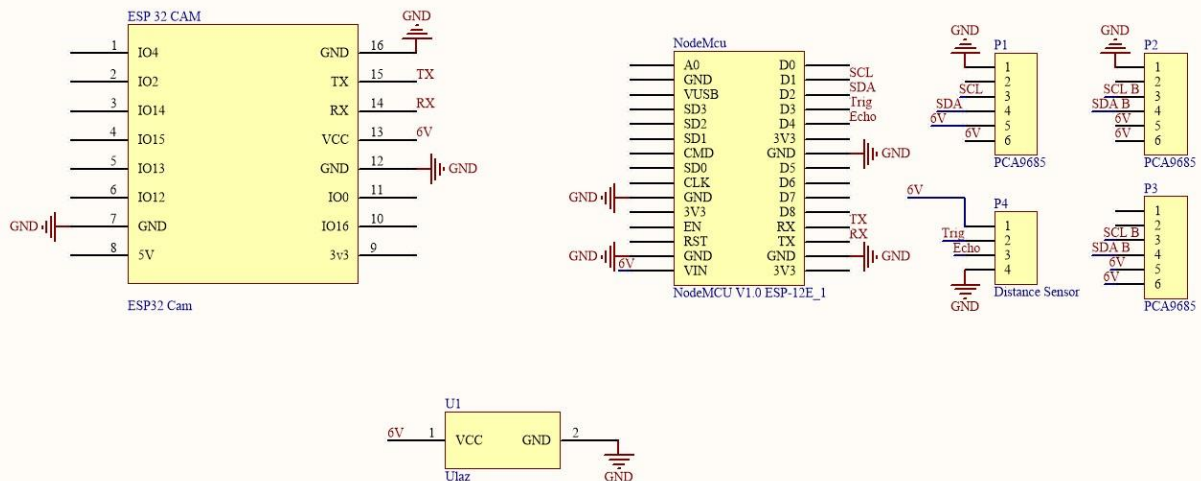 ESP 32 CAM
GND
1 IO4 GND 16
2 IO2 TX 15 TX
3 IO14 RX 14 RX
4 IO15 VCC 13 6V
5 IO13 GND 12 GND
6 IO12 IO0 11
GND 7 GND IO16 10
8 5V 3v3 9
ESP32 Cam
NodeMcu
A0 D0
GND D1 SCL
VUSB D2 SDA
SD3 D3 Trig
SD2 D4 Echo
SD1 3V3
CMD GND GND
SD0 D5
CLK D6
GND GND D7
3V3 D8
EN RX TX
RST TX RX
GND GND GND GND
6V VIN 3V3
NodeMCU V1.0 ESP-12E_1
GND P1
1
2
SCL 3
SDA 4
6V 5
6V 6
PCA9685
GND P2
1
2
SCL B 3
SDA B 4
6V 5
6V 6
PCA9685
P4
6V 1
Trig 2
Echo 3
4
GND Distance Sensor
P3
1
2
SCL B 3
SDA B 4
6V 5
6V 6
PCA9685
U1
6V 1 VCC GND 2
Ulaz GND